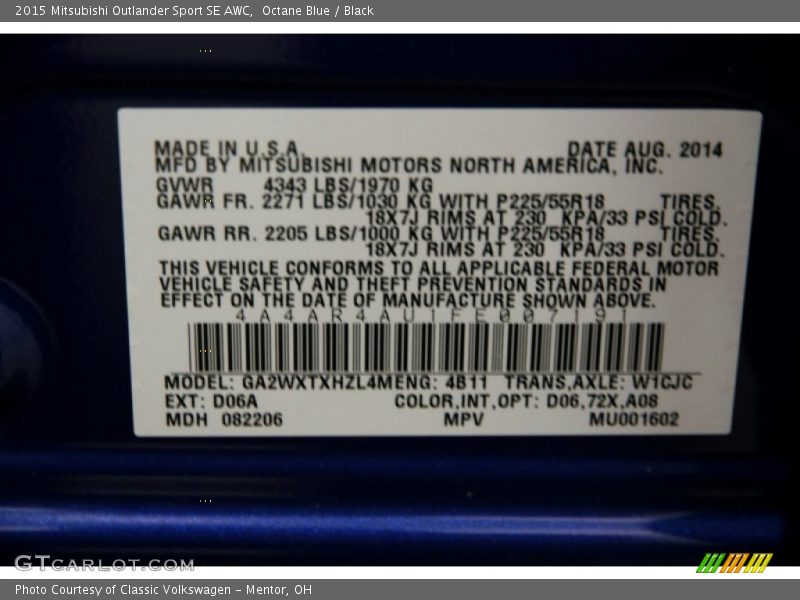 2015 Mitsubishi Outlander Sport SE AWC,  Octane Blue / Black
MADE IN U.S.A. DATE AUG. 2014
MFD BY MITSUBISHI MOTORS NORTH AMERICA, INC.
GVWR 4343 LBS/1970 KG
GAWR FR. 2271 LBS/1030 KG WITH P225/55R18 TIRES,
18X7J RIMS AT 230 KPA/33 PSI COLD.
GAWR RR. 2205 LBS/1000 KG WITH P225/55R18 TIRES,
18X7J RIMS AT 230 KPA/33 PSI COLD.
THIS VEHICLE CONFORMS TO ALL APPLICABLE FEDERAL MOTOR
VEHICLE SAFETY AND THEFT PREVENTION STANDARDS IN
EFFECT ON THE DATE OF MANUFACTURE SHOWN ABOVE.
4A4AR4AU1FE007191
MODEL: GA2WXTXHZL4MENG: 4B11 TRANS,AXLE: W1CJC
EXT: D06A COLOR,INT,OPT: D06,72X,A08
MDH 082206 MPV MU001602
GTCARLOT.COM
Photo Courtesy of Classic Volkswagen - Mentor, OH